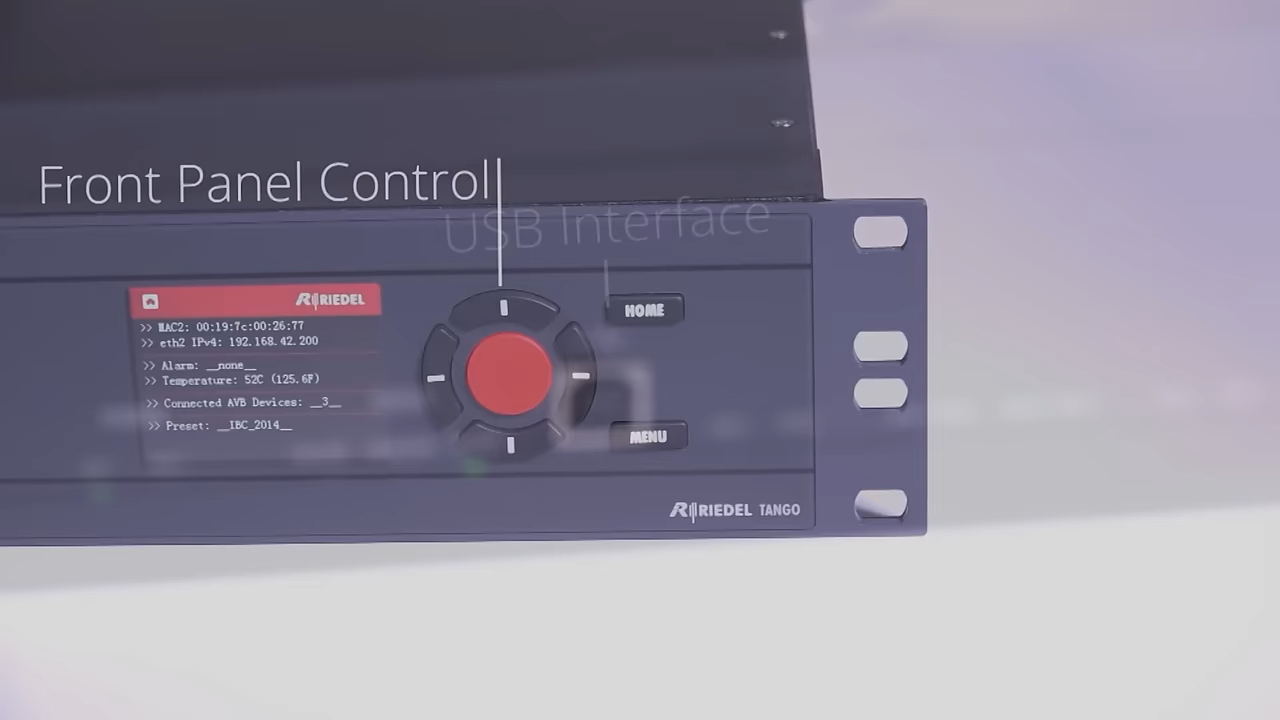 Front Panel Control
USB Interface
RIEDEL
>> MAC2: 00:19:7c:00:26:77
>> eth2 IPv4: 192.168.42.200
>> Alarm: __none__
>> Temperature: 52C (125.6F)
>> Connected AVB Devices: __3__
>> Preset: __IBC_2014__
HOME
MENU
RIEDEL TANGO